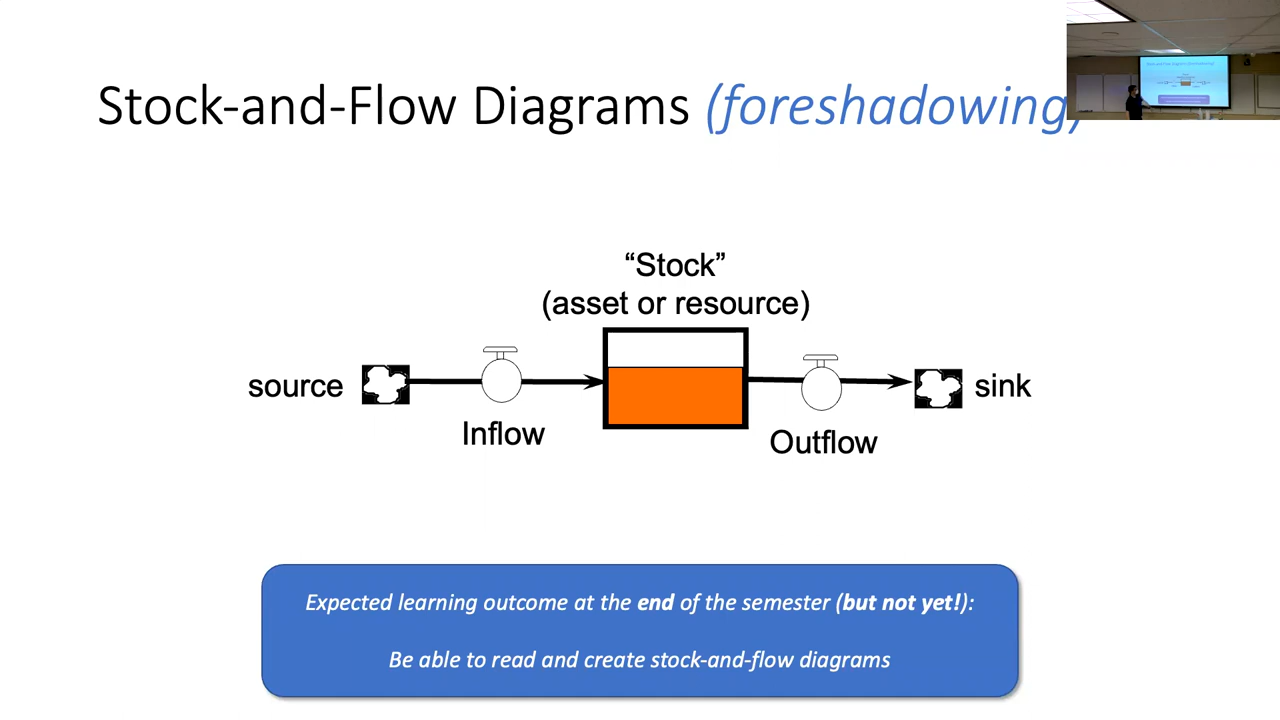 Stock-and-Flow Diagrams (foreshadowing)
“Stock”
(asset or resource)
source
sink
Inflow
Outflow
Expected learning outcome at the end of the semester (but not yet!):
Be able to read and create stock-and-flow diagrams